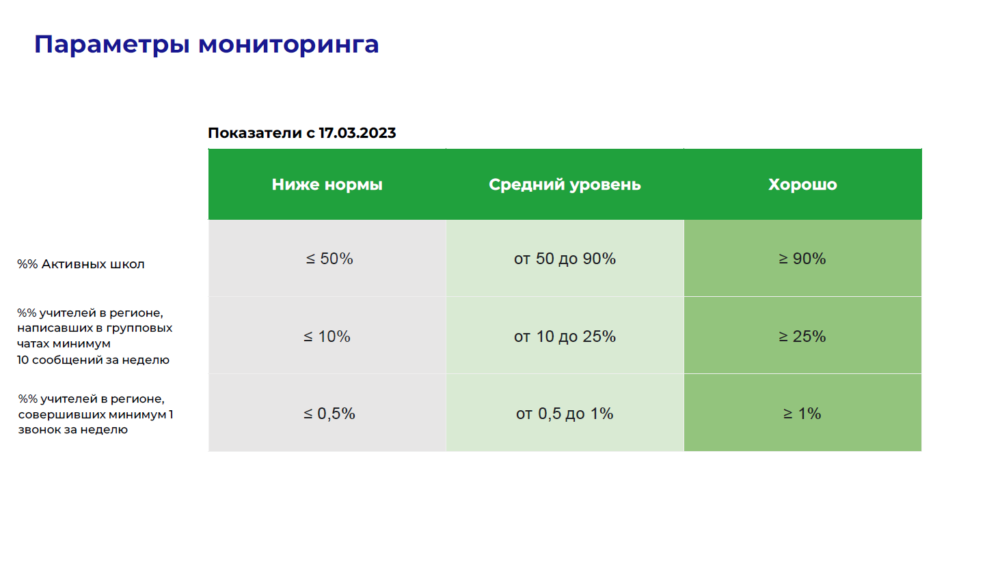 Параметры мониторинга
Показатели с 17.03.2023
Ниже нормы
Средний уровень
Хорошо
%% Активных школ
≤ 50%
от 50 до 90%
≥ 90%
%% учителей в регионе,
написавших в групповых
чатах минимум
10 сообщений за неделю
≤ 10%
от 10 до 25%
≥ 25%
%% учителей в регионе,
совершивших минимум 1
звонок за неделю
≤ 0,5%
от 0,5 до 1%
≥ 1%